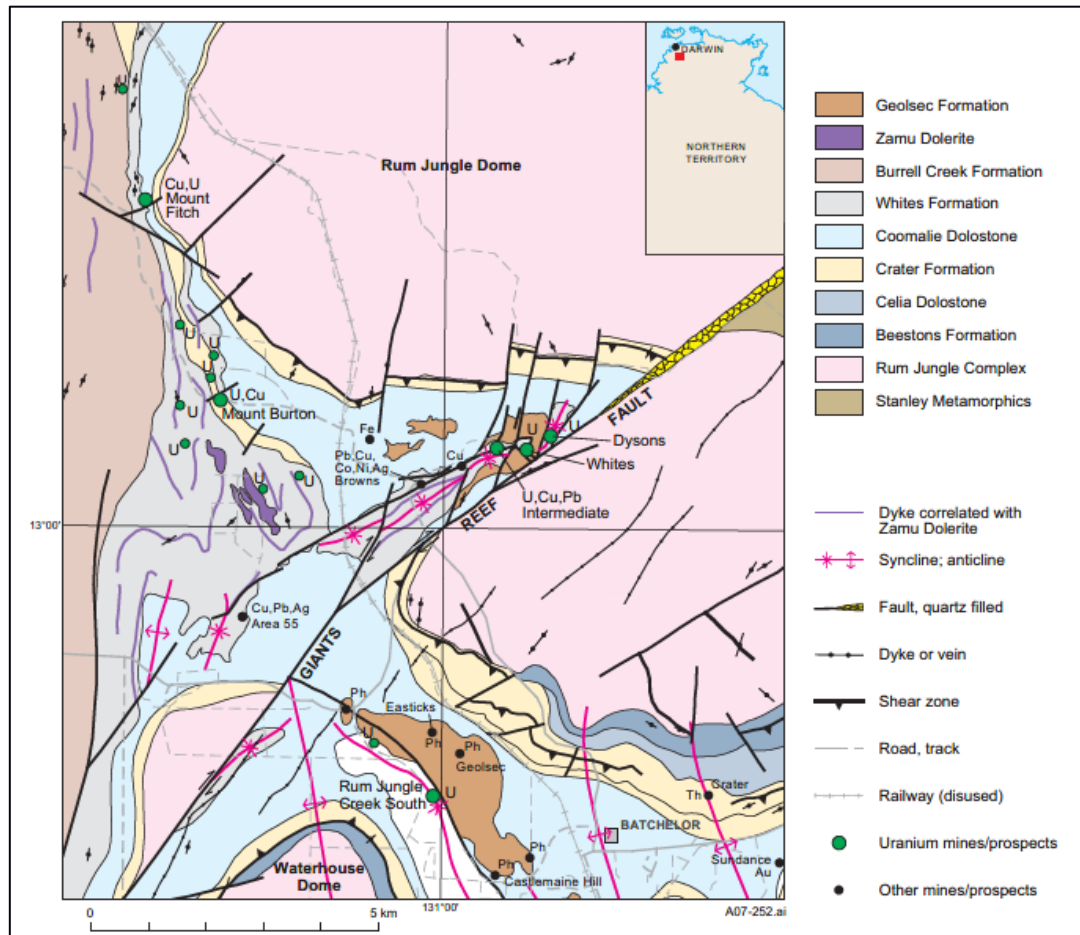 DARWIN
NORTHERN
TERRITORY
Rum Jungle Dome
U
Cu,U
Mount
Fitch
U
U
U
U,Cu
Mount Burton
U
U
U
U
Fe
Pb,Cu,
Co,Ni,Ag
Browns
Cu
U
U
Dysons
Whites
U,Cu,Pb
Intermediate
GIANTS
REEF
FAULT
13°00'
Cu,Pb,Ag
Area 55
Ph
Easticks
Ph
Ph
Geolsec
U
Rum Jungle
Creek South
U
Crater
Th
BATCHELOR
Ph
Ph
Castlemaine Hill
Sundance
Au
Waterhouse
Dome
0
5 km
131°00'
A07-252.ai
Geolsec Formation
Zamu Dolerite
Burrell Creek Formation
Whites Formation
Coomalie Dolostone
Crater Formation
Celia Dolostone
Beestons Formation
Rum Jungle Complex
Stanley Metamorphics
Dyke correlated with
Zamu Dolerite
Syncline; anticline
Fault, quartz filled
Dyke or vein
Shear zone
Road, track
Railway (disused)
Uranium mines/prospects
Other mines/prospects